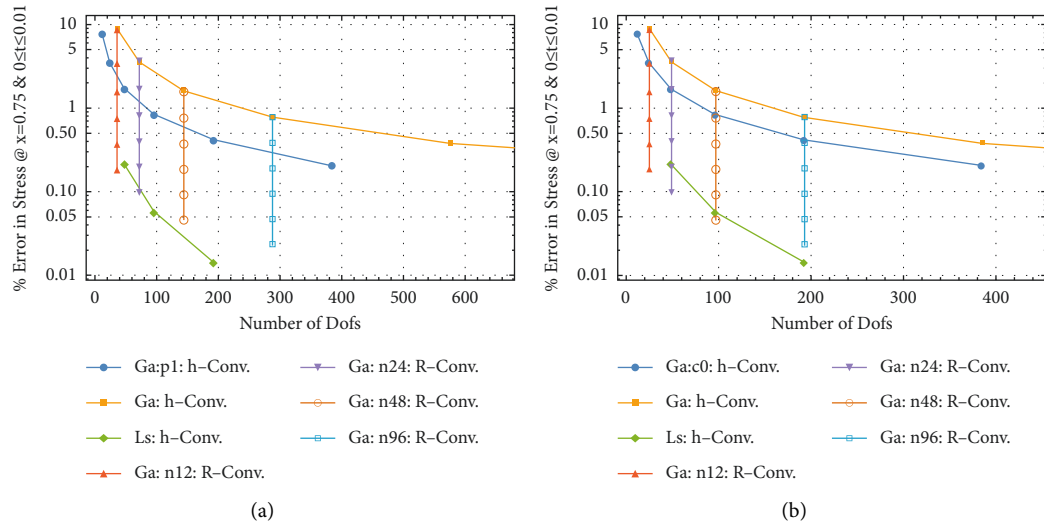 % Error in Stress @ x=0.75 & 0≤t≤0.01
10
5
1
0.50
0.10
0.05
0.01
0 100 200 300 400 500 600
Number of Dofs
Ga:p1: h–Conv.
Ga: h–Conv.
Ls: h–Conv.
Ga: n12: R–Conv.
Ga: n24: R–Conv.
Ga: n48: R–Conv.
Ga: n96: R–Conv.
(a)
% Error in Stress @ x=0.75 & 0≤t≤0.01
10
5
1
0.50
0.10
0.05
0.01
0 100 200 300 400
Number of Dofs
Ga:c0: h–Conv.
Ga: h–Conv.
Ls: h–Conv.
Ga: n12: R–Conv.
Ga: n24: R–Conv.
Ga: n48: R–Conv.
Ga: n96: R–Conv.
(b)